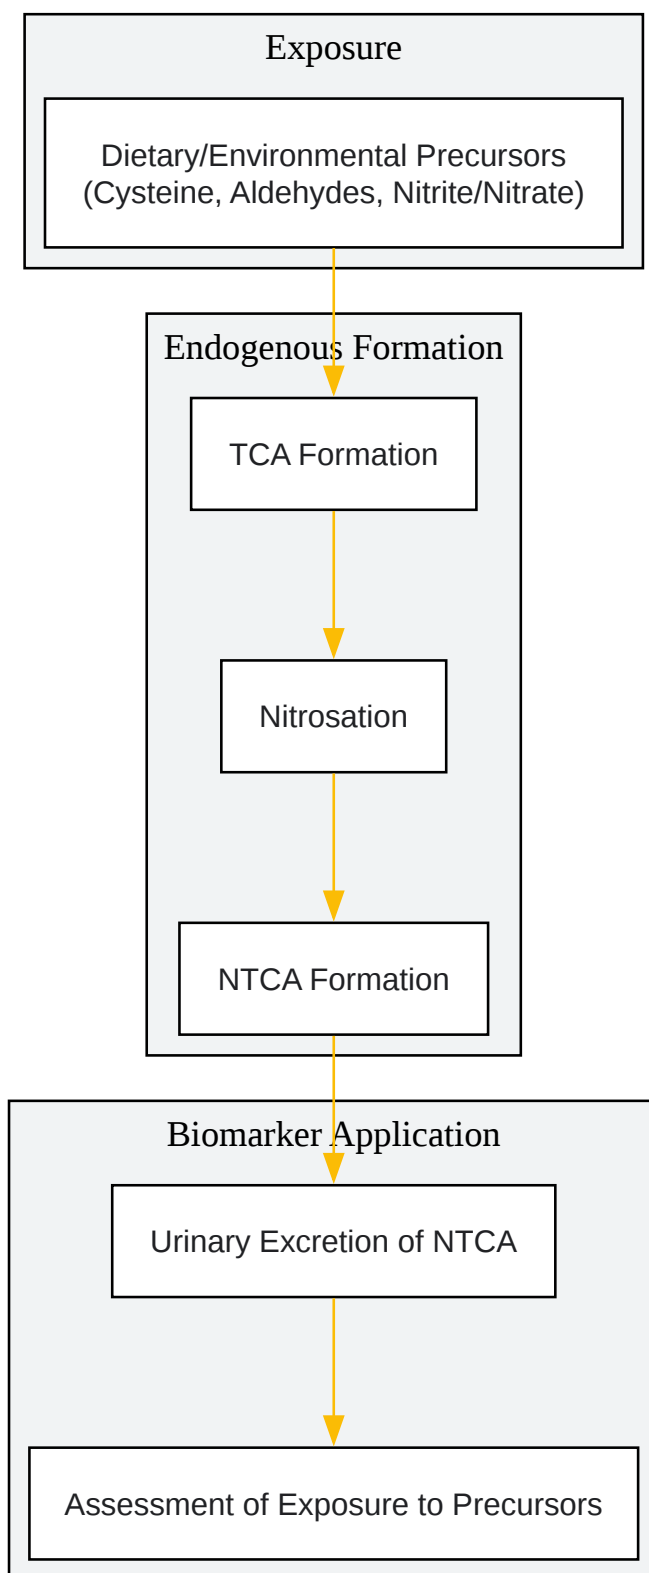 Exposure
Dietary/Environmental Precursors
(Cysteine, Aldehydes, Nitrite/Nitrate)
Endogenous Formation
TCA Formation
Nitrosation
NTCA Formation
Biomarker Application
Urinary Excretion of NTCA
Assessment of Exposure to Precursors